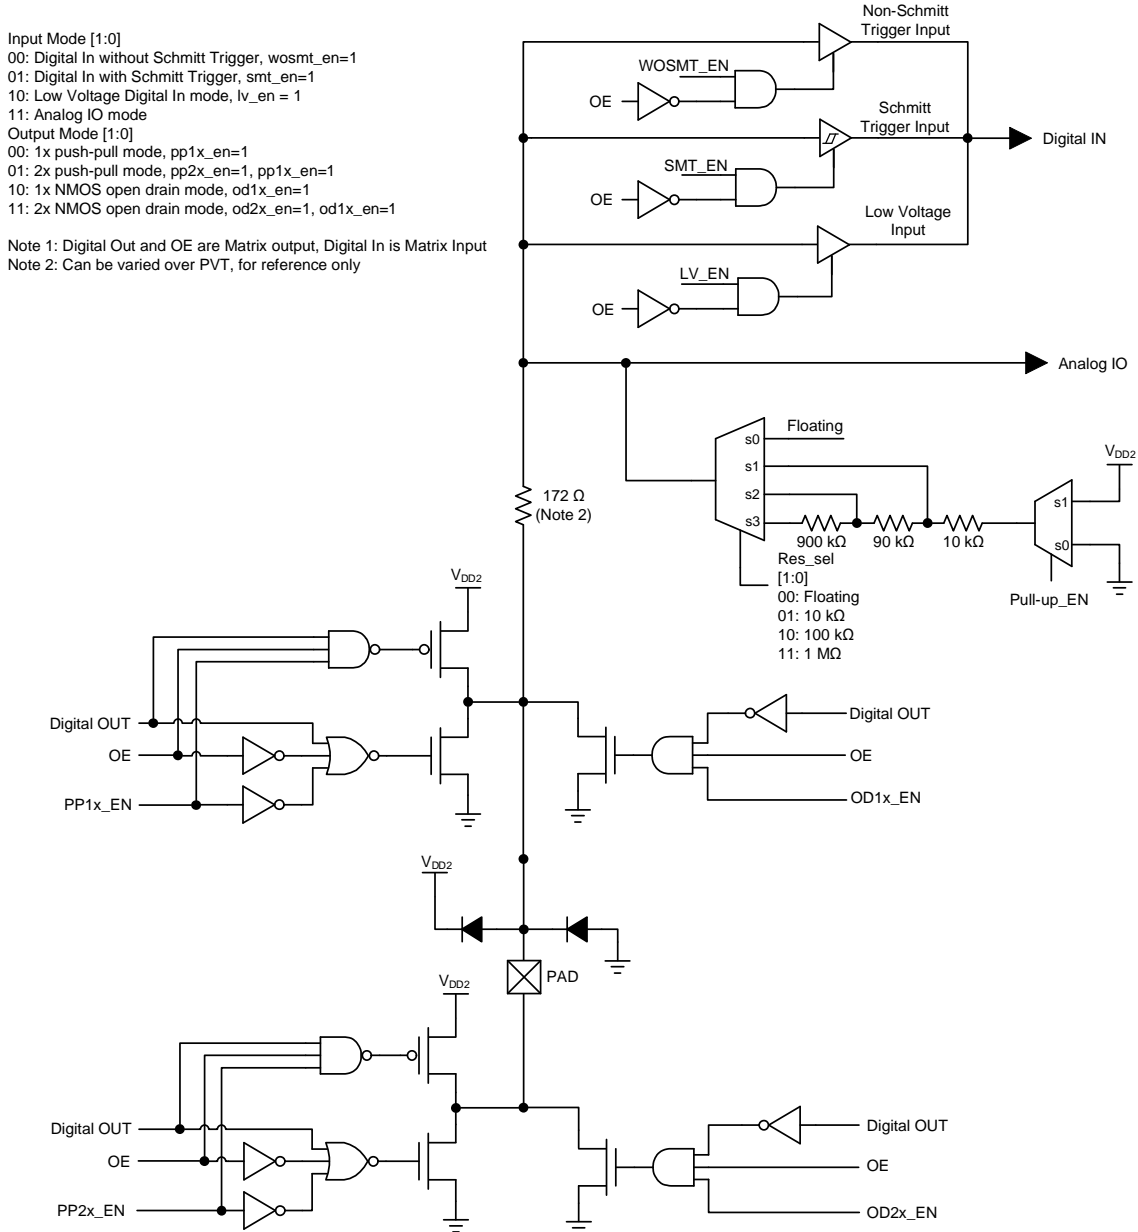 Input Mode [1:0]
00: Digital In without Schmitt Trigger, wosmt_en=1
01: Digital In with Schmitt Trigger, smt_en=1
10: Low Voltage Digital In mode, lv_en = 1
11: Analog IO mode
Output Mode [1:0]
00: 1x push-pull mode, pp1x_en=1
01: 2x push-pull mode, pp2x_en=1, pp1x_en=1
10: 1x NMOS open drain mode, od1x_en=1
11: 2x NMOS open drain mode, od2x_en=1, od1x_en=1
Note 1: Digital Out and OE are Matrix output, Digital In is Matrix Input
Note 2: Can be varied over PVT, for reference only
Non-Schmitt
Trigger Input
WOSMT_EN
OE
Schmitt
Trigger Input
Digital IN
SMT_EN
OE
Low Voltage
Input
LV_EN
OE
Analog IO
Floating
s0
s1
s2
s3
VDD2
s1
s0
900 kΩ
90 kΩ
10 kΩ
172 Ω
(Note 2)
Res_sel
[1:0]
00: Floating
01: 10 kΩ
10: 100 kΩ
11: 1 MΩ
Pull-up_EN
VDD2
Digital OUT
OE
PP1x_EN
Digital OUT
OE
OD1x_EN
VDD2
PAD
VDD2
Digital OUT
OE
PP2x_EN
Digital OUT
OE
OD2x_EN